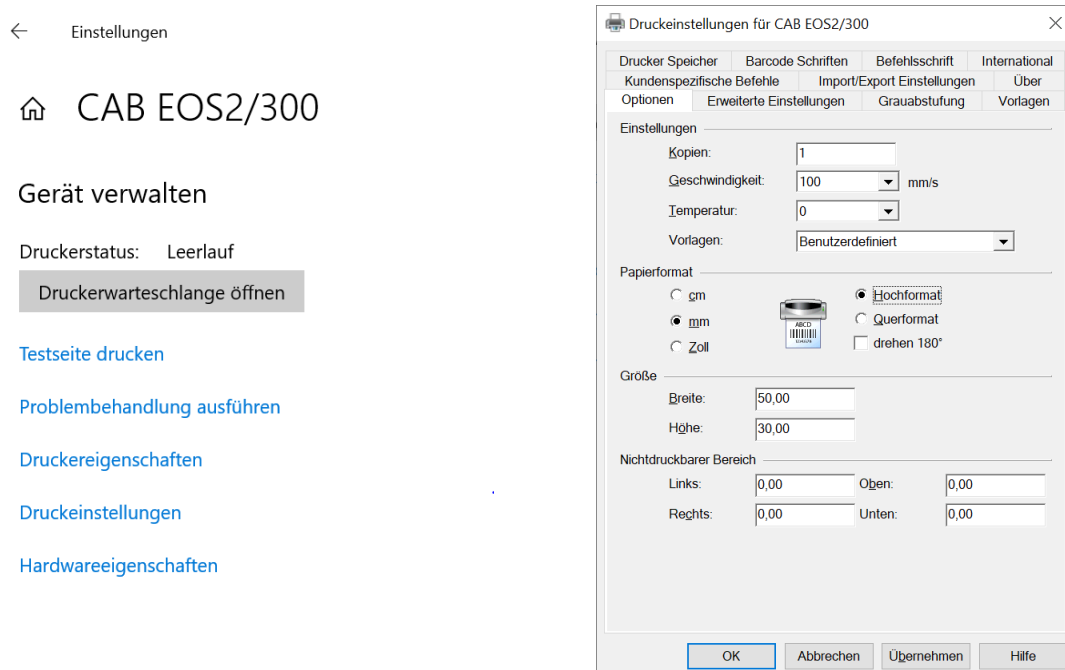 Einstellungen
CAB EOS2/300
Gerät verwalten
Druckerstatus: Leerlauf
Druckerwarteschlange öffnen
Testseite drucken
Problembehandlung ausführen
Druckereigenschaften
Druckeinstellungen
Hardwareeigenschaften
Druckeinstellungen für CAB EOS2/300
Drucker Speicher Barcode Schriften Befehlsschrift International
Kundenspezifische Befehle Import/Export Einstellungen Über
Optionen Erweiterte Einstellungen Grauabstufung Vorlagen
Einstellungen
Kopien: 1
Geschwindigkeit: 100 mm/s
Temperatur: 0
Vorlagen: Benutzerdefiniert
Papierformat
cm Hochformat
mm ABCD Querformat
Zoll drehen 180°
Größe
Breite: 50,00
Höhe: 30,00
Nichtdruckbarer Bereich
Links: 0,00 Oben: 0,00
Rechts: 0,00 Unten: 0,00
OK Abbrechen Übernehmen Hilfe